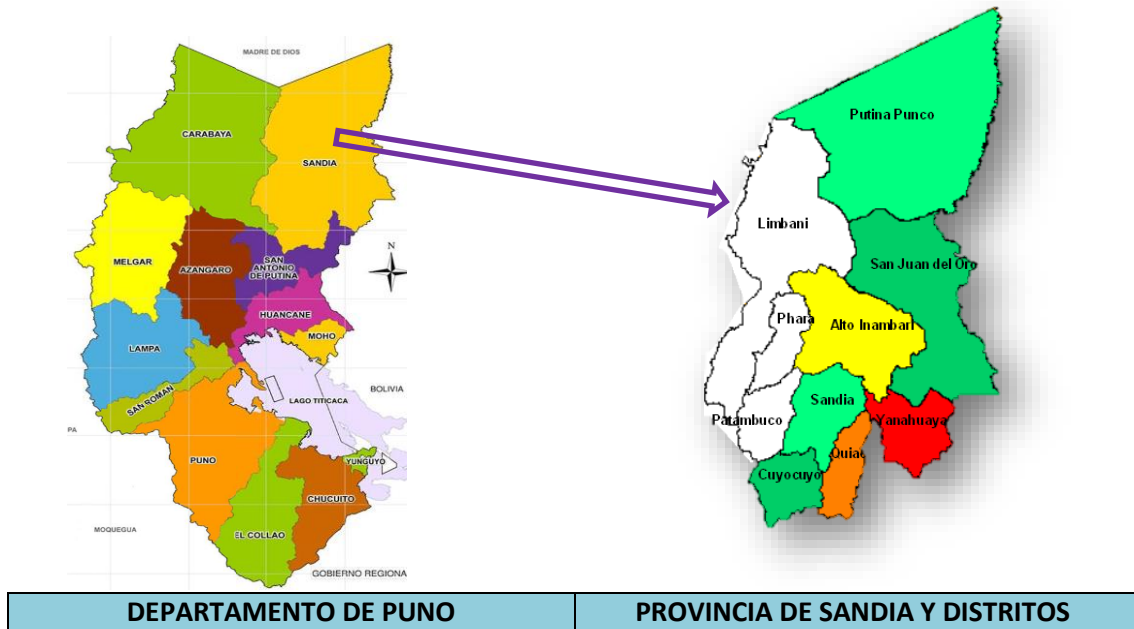 MADRE DE DIOS
CARABAYA
SANDIA
MELGAR
AZANGARO
SAN
ANTONIO
DE PUTINA
N
HUANCANE
MOHO
LAMPA
SAN ROMAN
LAGO TITICACA
BOLIVIA
PA
PUNO
YUNGUYO
CHUCUITO
MOQUEGUA
EL COLLAO
GOBIERNO REGIONA
Putina Punco
Limbani
San Juan del Oro
Phara
Alto Inambari
Sandia
Patambuco
Yanahuaya
Quiac
Cuyocuyo
DEPARTAMENTO DE PUNO
PROVINCIA DE SANDIA Y DISTRITOS